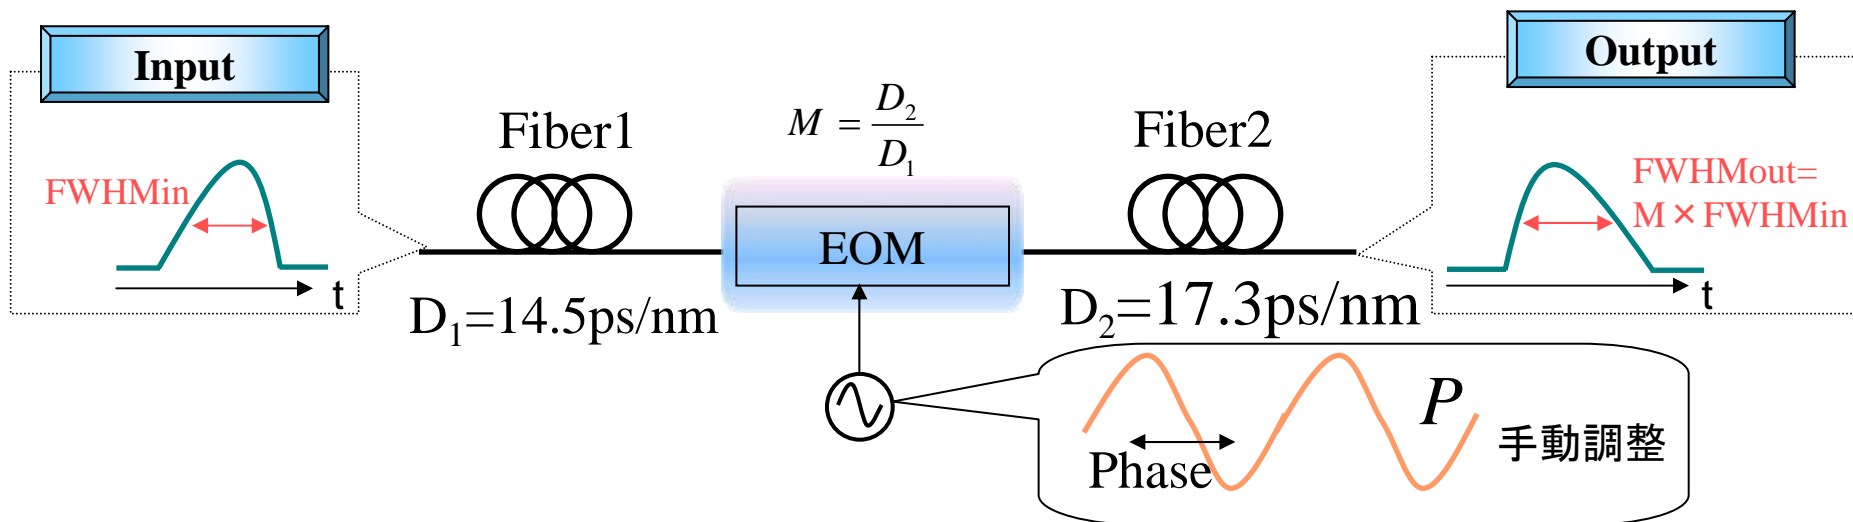 Input
FWHMin
t
Fiber1
D₁=14.5ps/nm
M = D₂/D₁
EOM
Fiber2
D₂=17.3ps/nm
Output
FWHMout=
M×FWHMin
t
P
Phase
手動調整